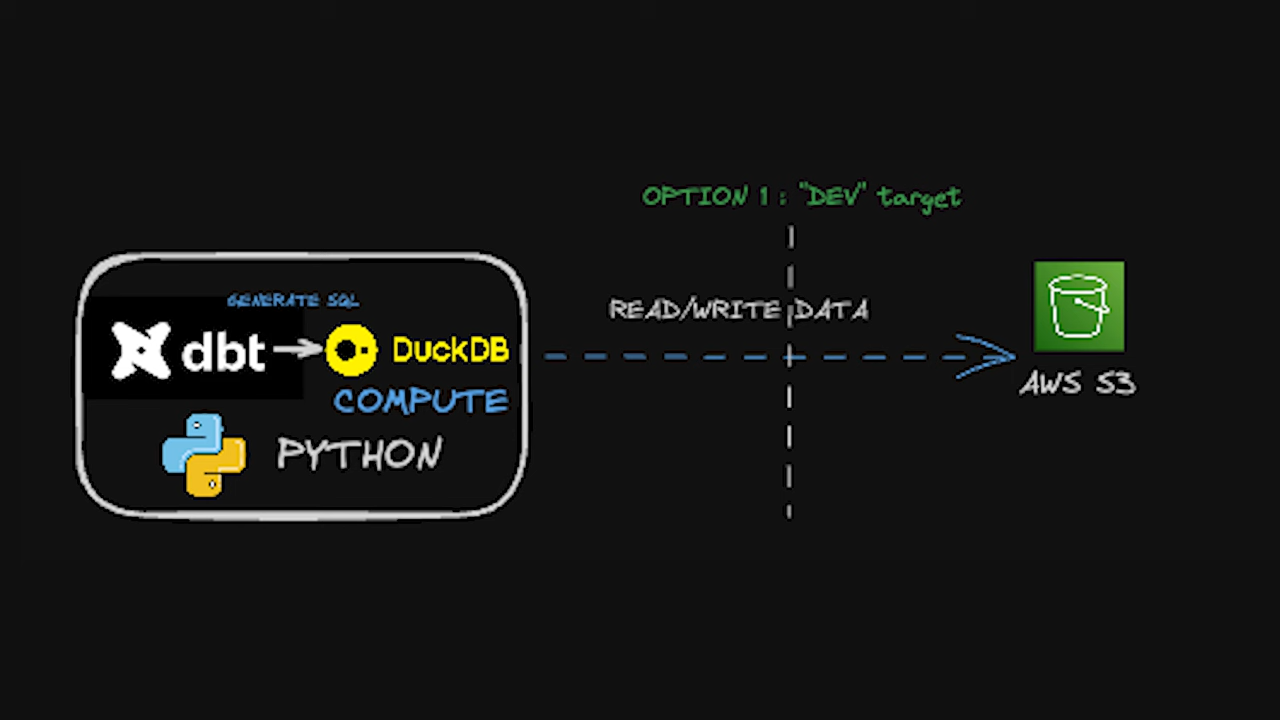 OPTION 1 : "DEV" target
READ/WRITE DATA
GENERATE SQL
dbt
DuckDB
COMPUTE
PYTHON
AWS S3